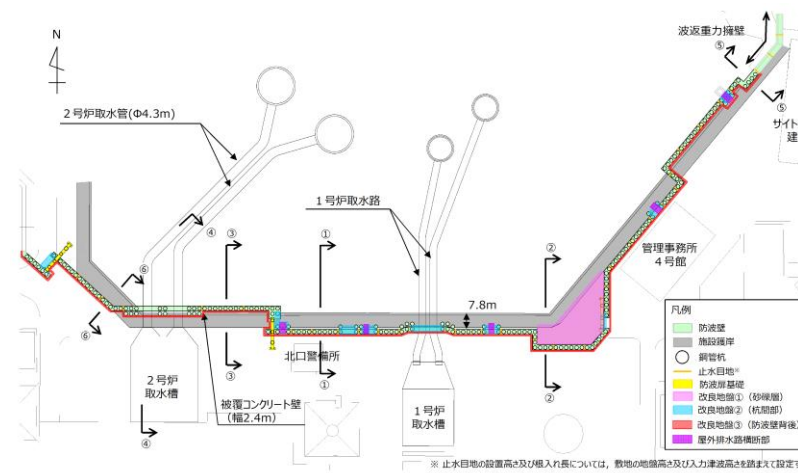 N
2号炉取水管(Φ4.3m)
1号炉取水路
波返重力擁壁
⑤
⑤
サイト
建
管理事務所
4号館
7.8m
①
①
②
②
③
③
④
④
⑥
⑥
北口警備所
2号炉
取水槽
被覆コンクリート壁
(幅2.4m)
1号炉
取水槽
凡例
防波壁
施設護岸
鋼管杭
止水目地※
防波扉基礎
改良地盤①(砂礫層)
改良地盤②(杭間部)
改良地盤③(防波壁背後)
屋外排水路横断部
※ 止水目地の設置高さ及び根入れ長については,敷地の地盤高さ及び入力津波高さを踏まえて設定す